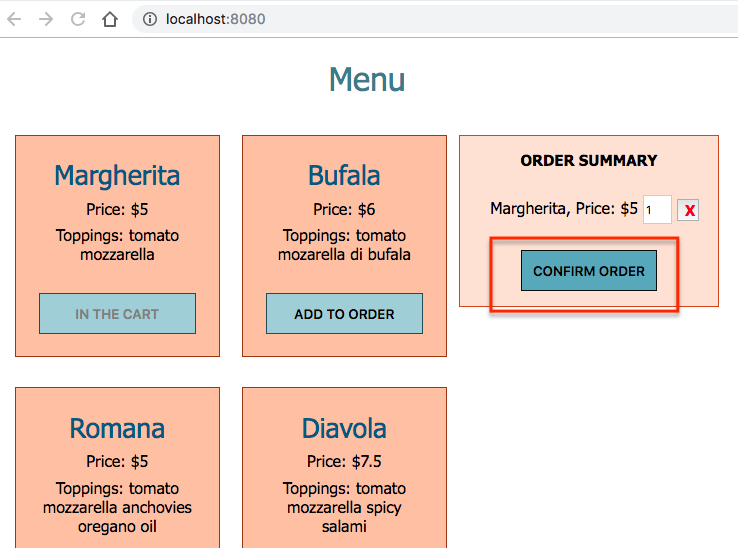 localhost:8080
Menu
Margherita
Price: $5
Toppings: tomato
mozzarella
IN THE CART
Bufala
Price: $6
Toppings: tomato
mozarella di bufala
ADD TO ORDER
ORDER SUMMARY
Margherita, Price: $5 1 X
CONFIRM ORDER
Romana
Price: $5
Toppings: tomato
mozzarella anchovies
oregano oil
Diavola
Price: $7.5
Toppings: tomato
mozzarella spicy
salami